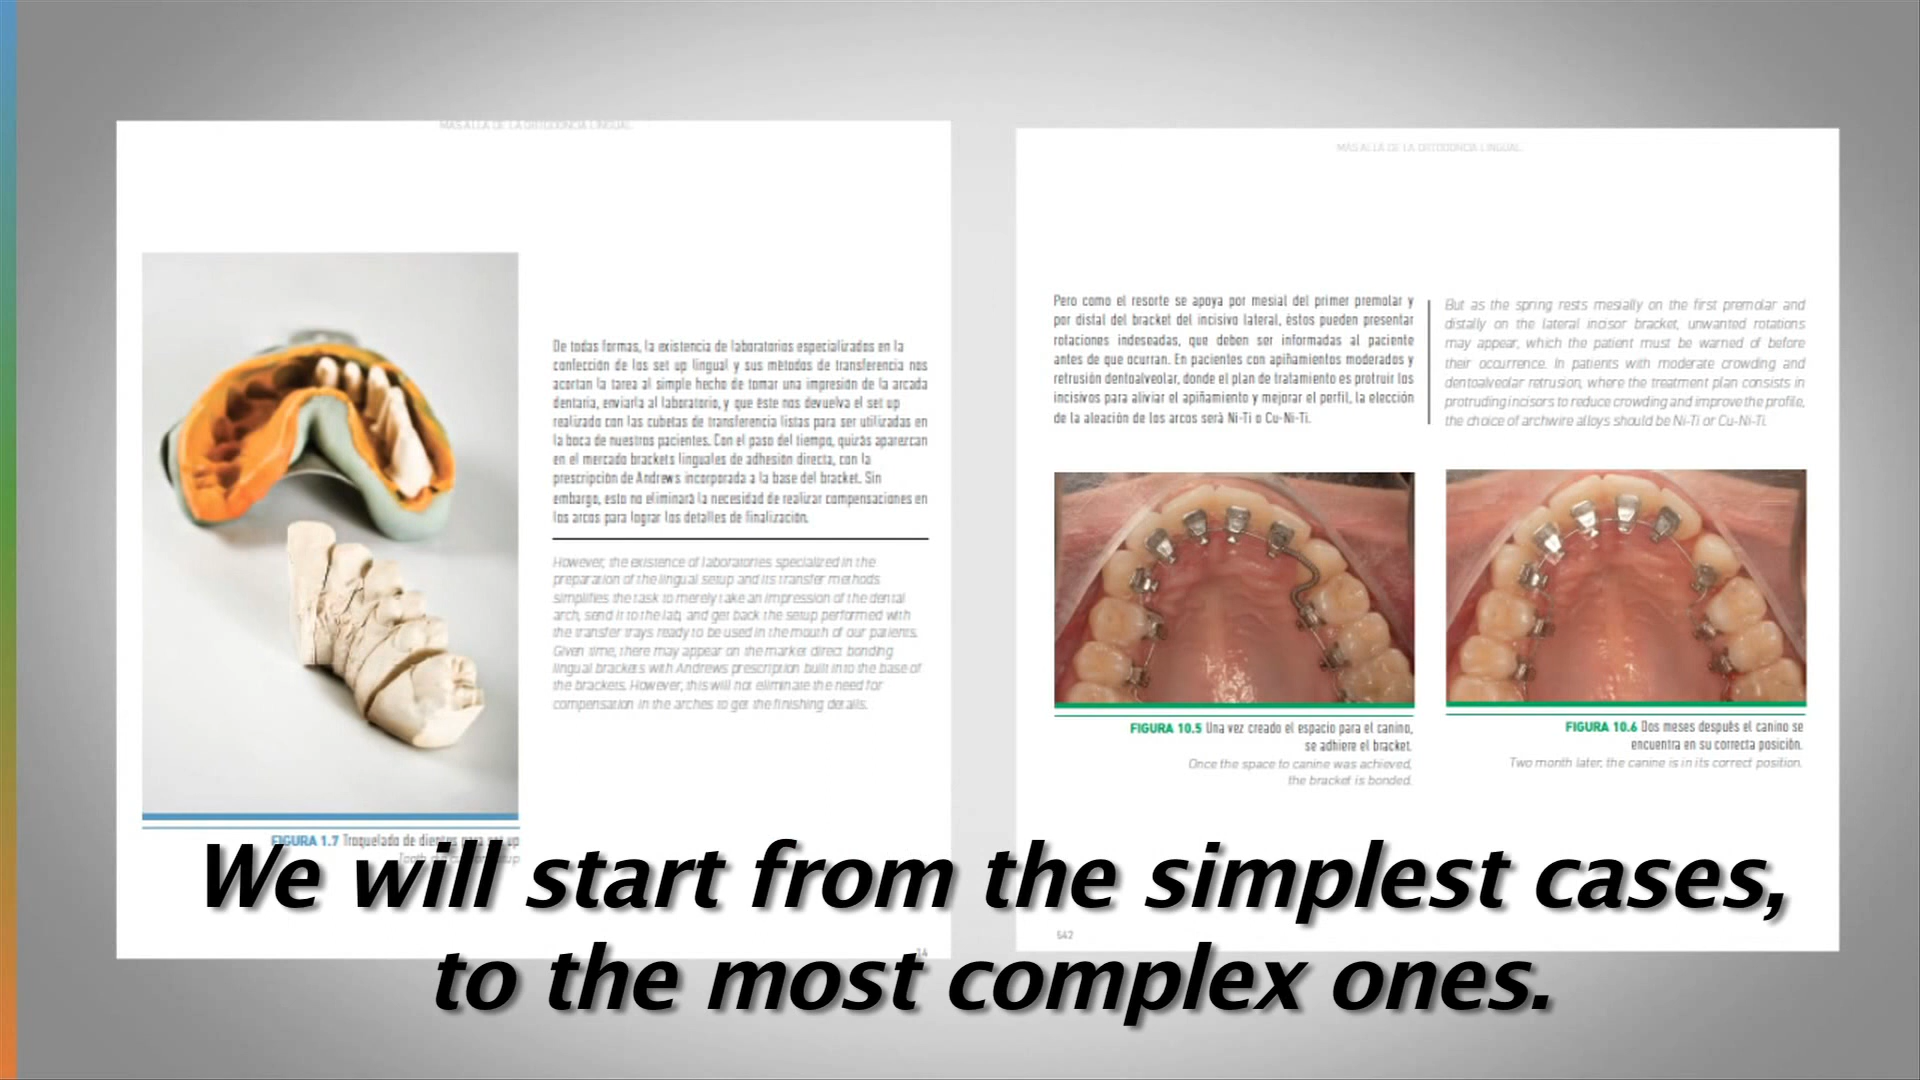 MÁS ALLÁ DE LA ORTODONCIA LINGUAL
De todas formas, la existencia de laboratorios especializados en la
confección de los set up lingual y sus métodos de transferencia nos
acortan la tarea al simple hecho de tomar una impresión de la arcada
dentaria, enviarla al laboratorio, y que éste nos devuelva el set up
realizado con las cubetas de transferencia listas para ser utilizadas en
la boca de nuestros pacientes. Con el paso del tiempo, quizás aparezcan
en el mercado brackets linguales de adhesión directa, con la
prescripción de Andrews incorporada a la base del bracket. Sin
embargo, esto no eliminará la necesidad de realizar compensaciones en
los arcos para lograr los detalles de finalización.
However, the existence of laboratories specialized in the
preparation of the lingual setup and its transfer methods
simplifies the task to merely take an impression of the dental
arch, send it to the lab, and get back the setup performed with
the transfer trays ready to be used in the mouth of our patients.
Given time, there may appear on the market direct bonding
lingual brackets with Andrews prescription built in to the base of
the brackets. However, this will not eliminate the need for
compensation in the arches to get the finishing details.
FIGURA 1.7 Troquelado de dientes para set up
MÁS ALLÁ DE LA ORTODONCIA LINGUAL
Pero como el resorte se apoya por mesial del primer premolar y
por distal del bracket del incisivo lateral, éstos pueden presentar
rotaciones indeseadas, que deben ser informadas al paciente
antes de que ocurran. En pacientes con apiñamientos moderados y
retrusión dentoalveolar, donde el plan de tratamiento es protruir los
incisivos para aliviar el apiñamiento y mejorar el perfil, la elección
de la aleación de los arcos será Ni-Ti o Cu-Ni-Ti.
But as the spring rests mesially on the first premolar and
distally on the lateral incisor bracket, unwanted rotations
may appear, which the patient must be warned of before
their occurrence. In patients with moderate crowding and
dentoalveolar retrusion, where the treatment plan consists in
protruding incisors to reduce crowding and improve the profile,
the choice of archwire alloys should be Ni-Ti or Cu-Ni-Ti.
FIGURA 10.5 Una vez creado el espacio para el canino,
se adhiere el bracket.
Once the space to canine was achieved,
the bracket is bonded.
FIGURA 10.6 Dos meses después el canino se
encuentra en su correcta posición.
Two month later, the canine is in its correct position.
542
We will start from the simplest cases,
to the most complex ones.